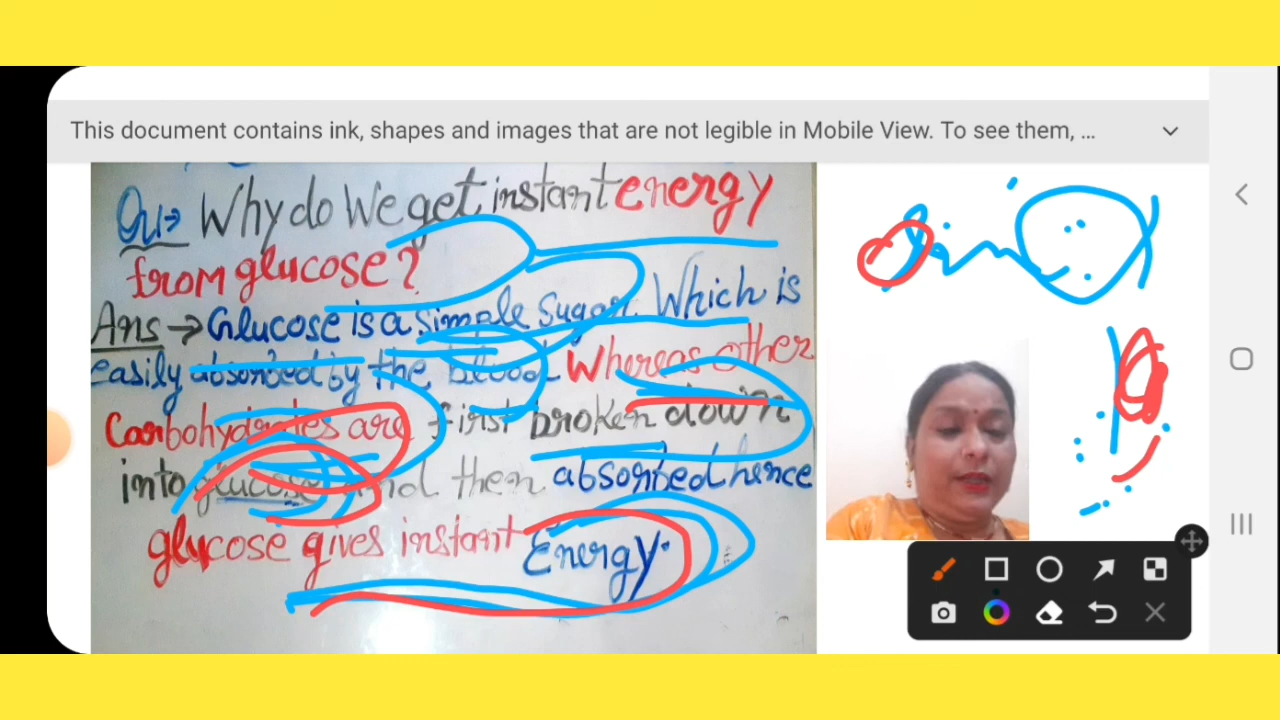 This document contains ink, shapes and images that are not legible in Mobile View. To see them, ...
Qu⇒ Why do We get instant energy
from glucose?
Ans → Glucose is a simple Sugar. Which is
easily absorbed by the blood. Whereas other
Carbohydrates are first broken down
into glucose and then absorbed hence
glucose gives instant Energy.